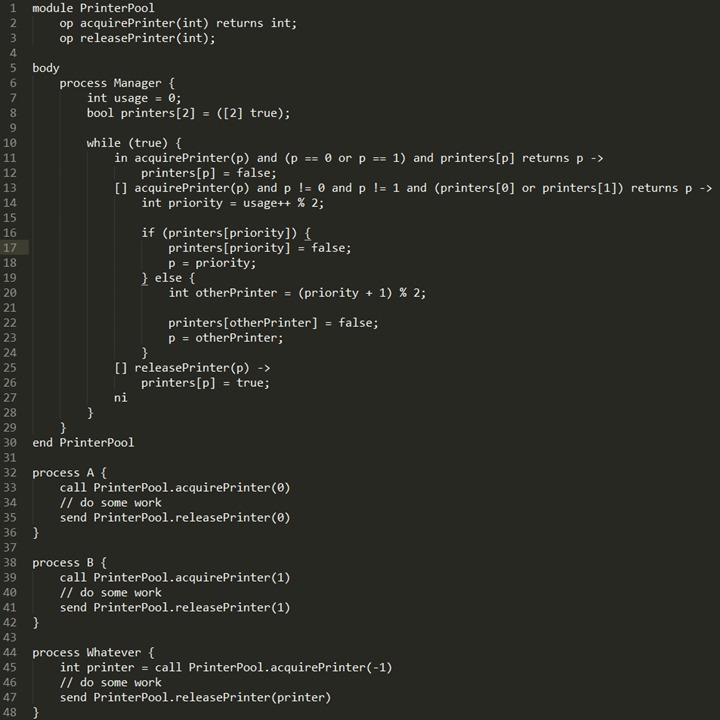 1 module PrinterPool
2     op acquirePrinter(int) returns int;
3     op releasePrinter(int);
4
5 body
6     process Manager {
7         int usage = 0;
8         bool printers[2] = ([2] true);
9
10         while (true) {
11             in acquirePrinter(p) and (p == 0 or p == 1) and printers[p] returns p ->
12                 printers[p] = false;
13             [] acquirePrinter(p) and p != 0 and p != 1 and (printers[0] or printers[1]) returns p ->
14                 int priority = usage++ % 2;
15
16                 if (printers[priority]) {
17                     printers[priority] = false;
18                     p = priority;
19                 } else {
20                     int otherPrinter = (priority + 1) % 2;
21
22                     printers[otherPrinter] = false;
23                     p = otherPrinter;
24                 }
25             [] releasePrinter(p) ->
26                 printers[p] = true;
27             ni
28         }
29     }
30 end PrinterPool
31
32 process A {
33     call PrinterPool.acquirePrinter(0)
34     // do some work
35     send PrinterPool.releasePrinter(0)
36 }
37
38 process B {
39     call PrinterPool.acquirePrinter(1)
40     // do some work
41     send PrinterPool.releasePrinter(1)
42 }
43
44 process Whatever {
45     int printer = call PrinterPool.acquirePrinter(-1)
46     // do some work
47     send PrinterPool.releasePrinter(printer)
48 }